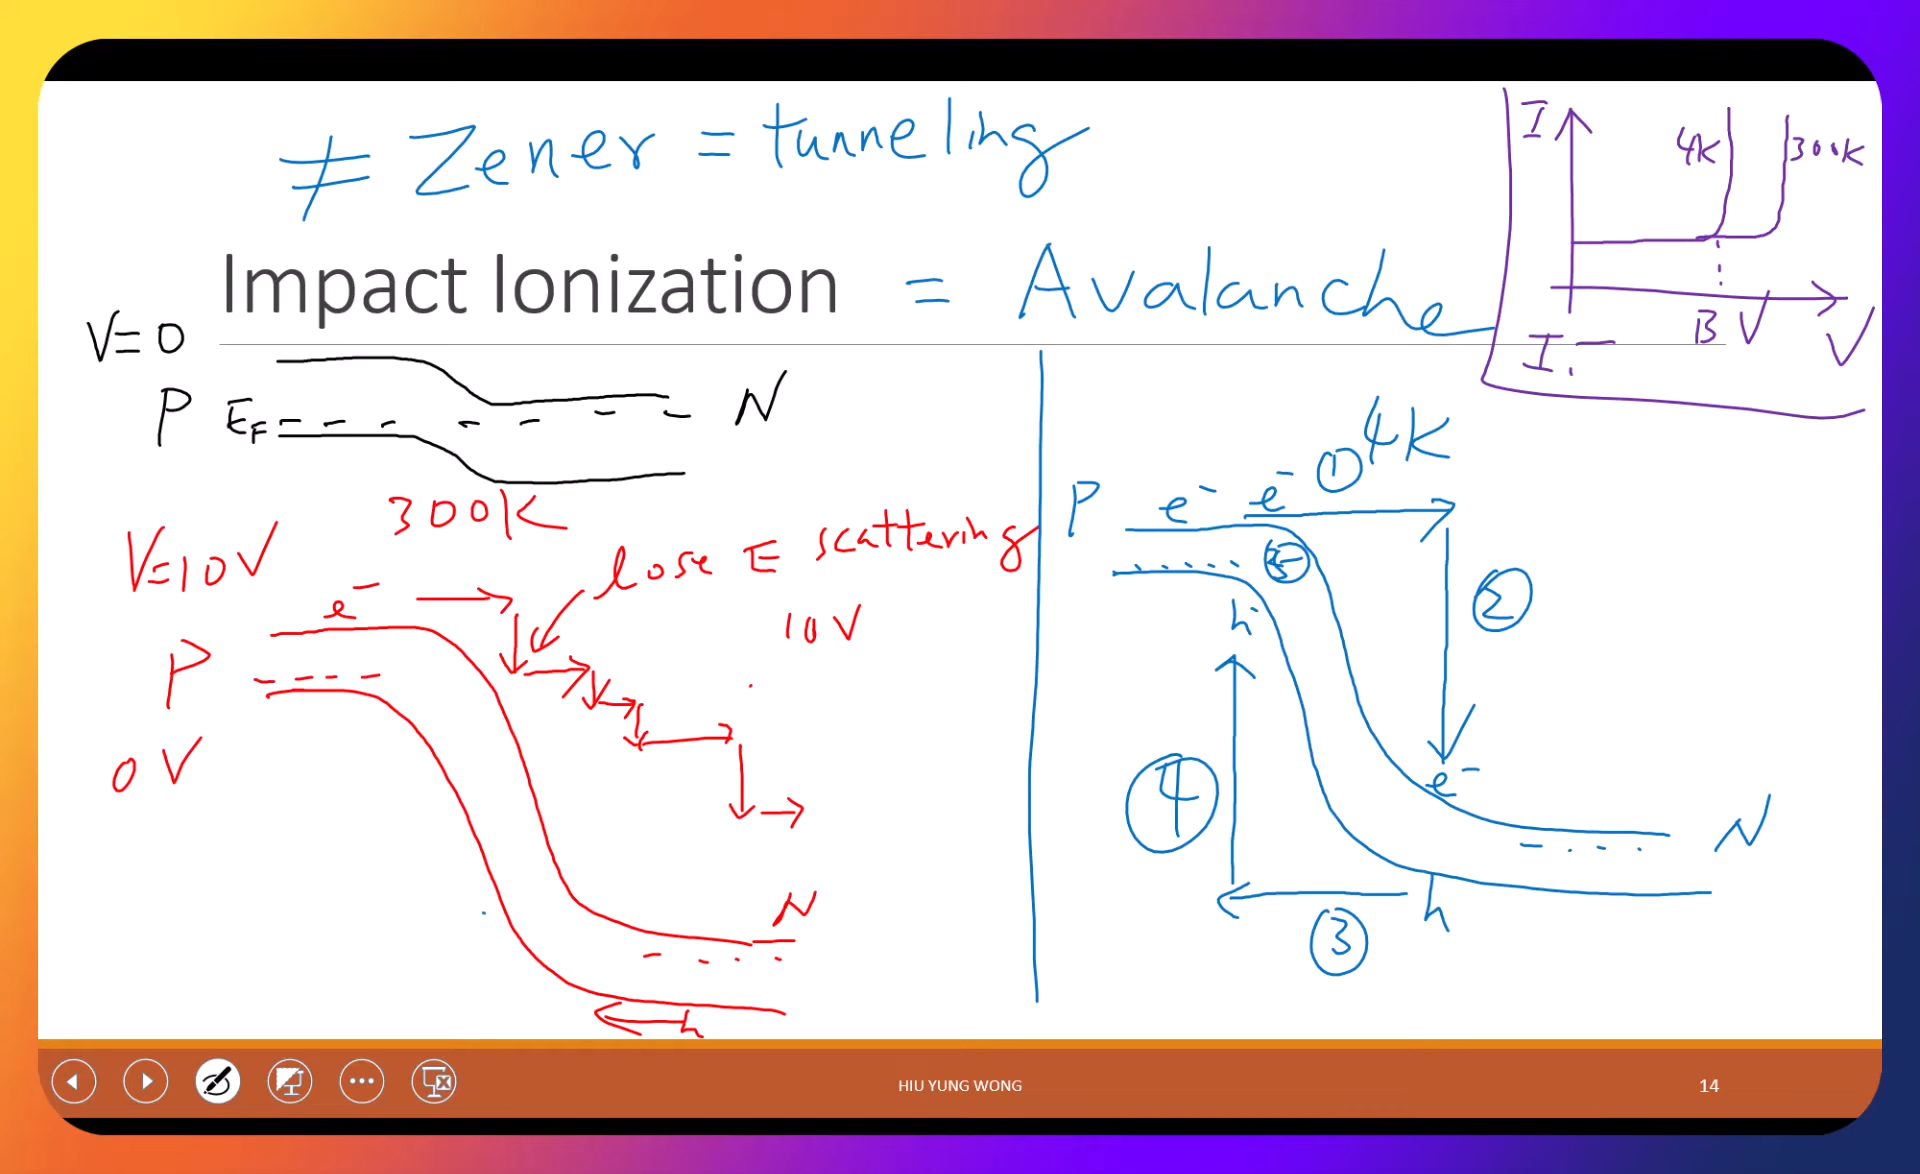 ≠ Zener = tunneling
Impact Ionization = Avalanche
I
4K
300K
BV
V
I.
V=0
P
EF
N
300K
V=10V
lose E scattering
10V
e-
P
0V
N
h
4K
P
e-
e-
①
②
⑤
h
④
e-
N
③
h
HIU YUNG WONG
14